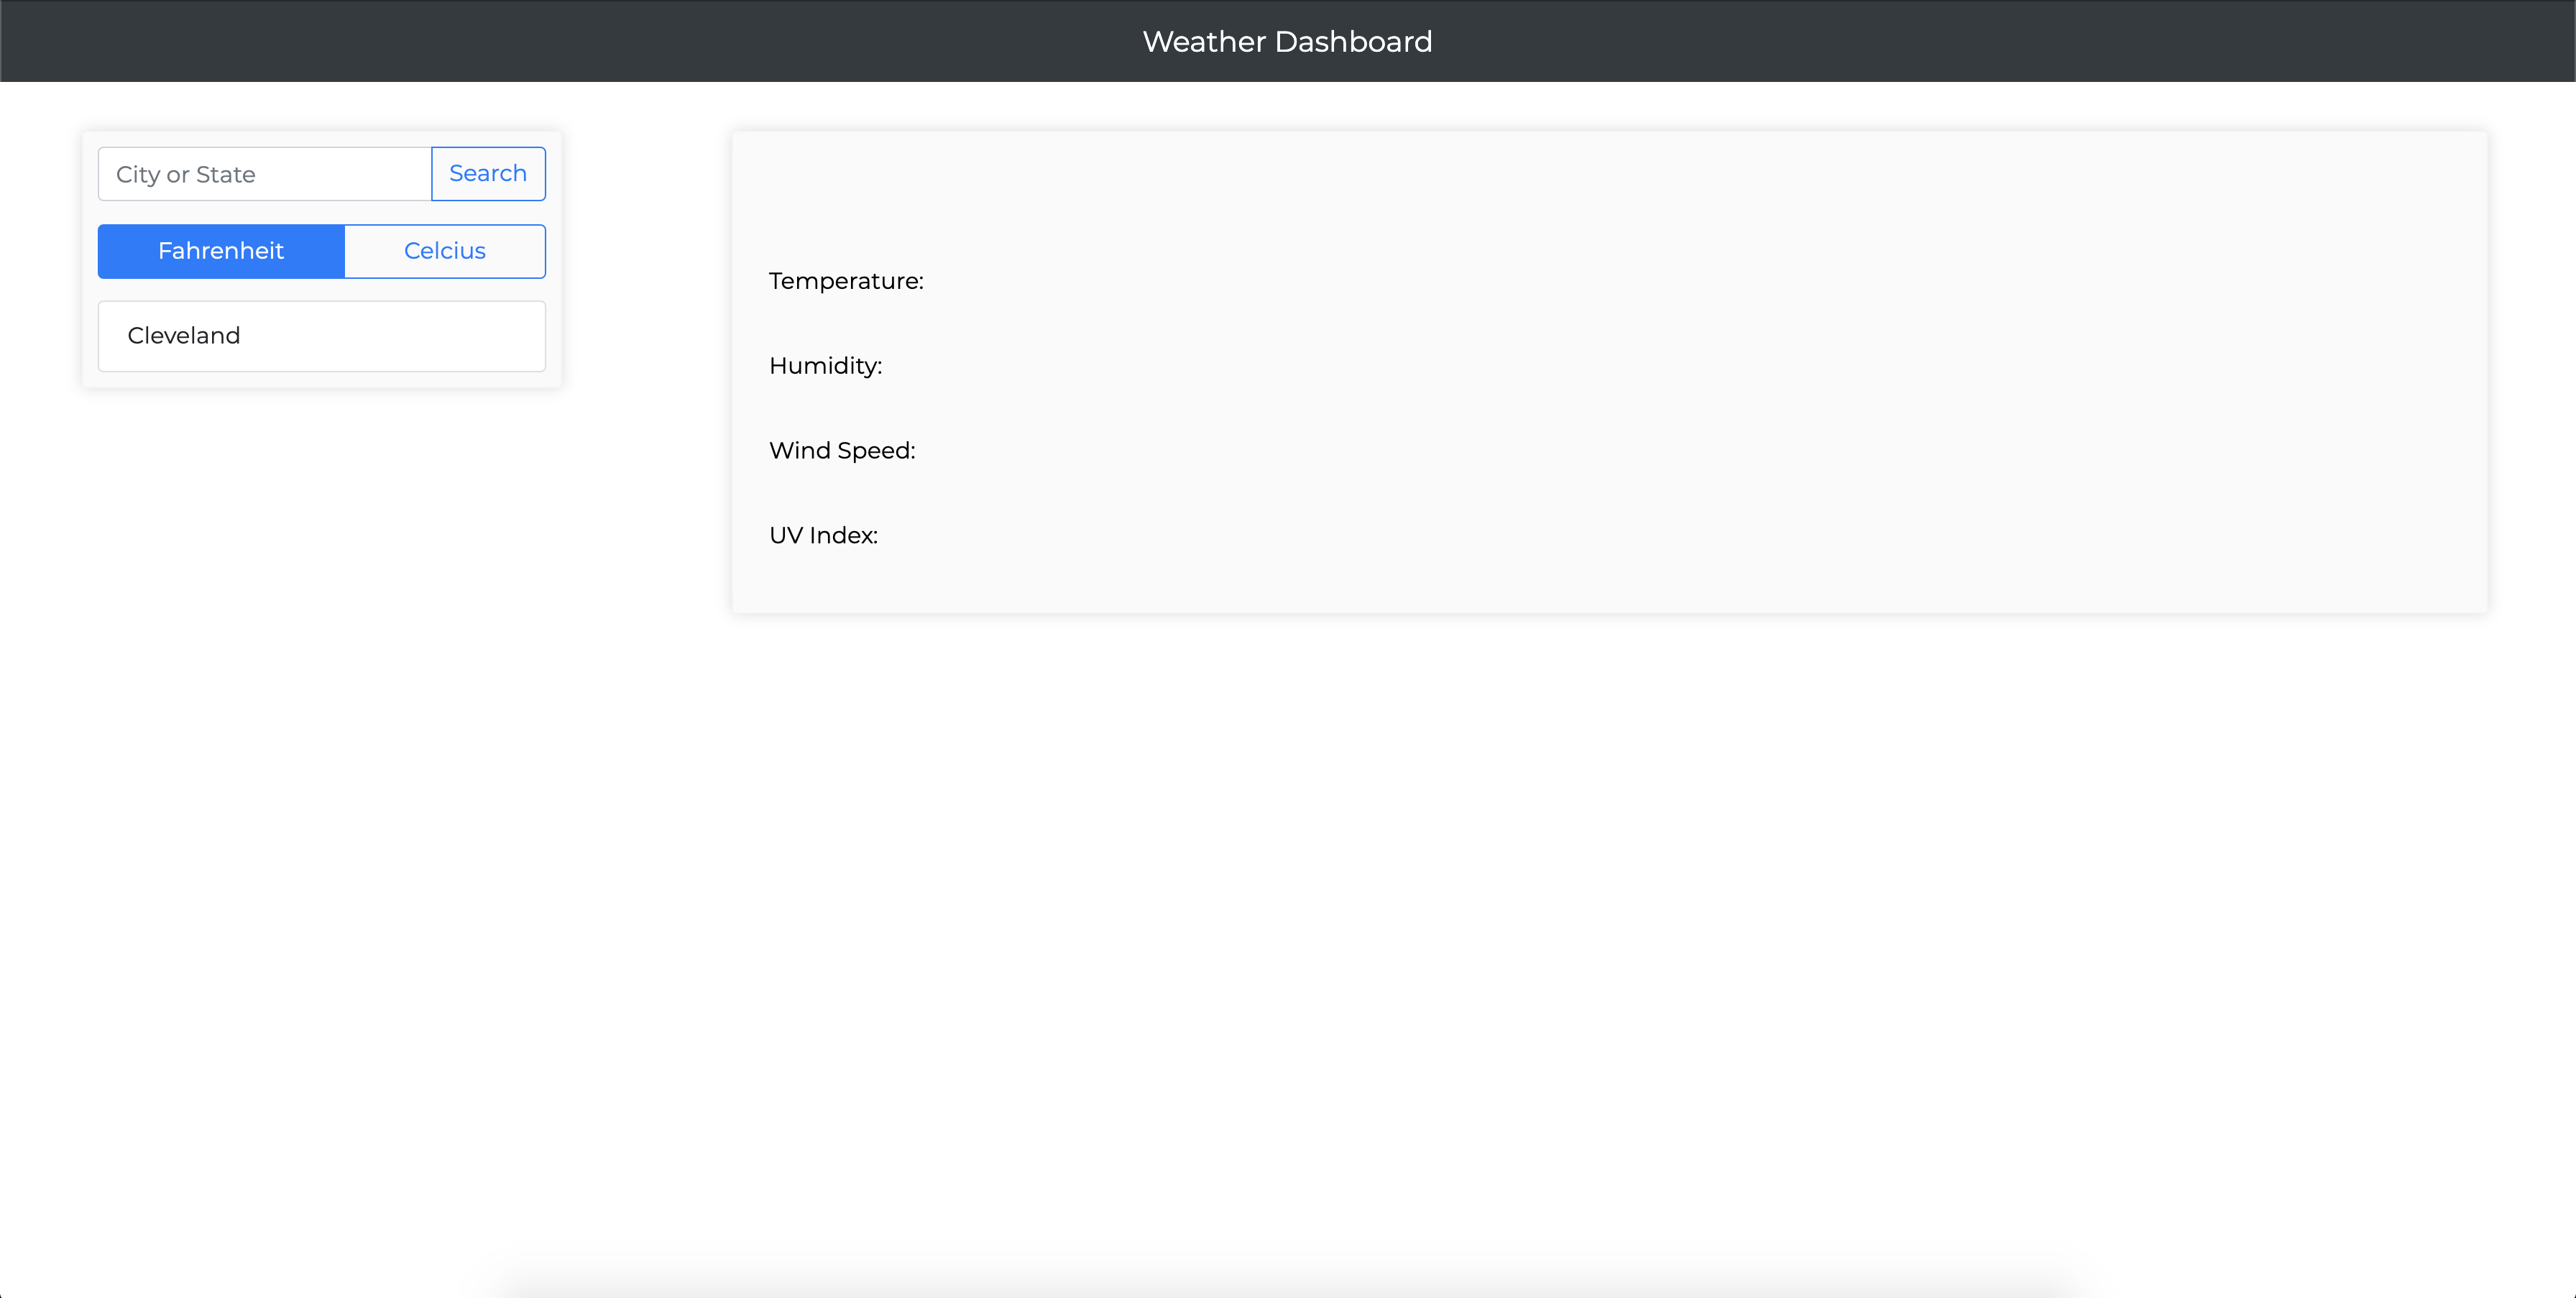 Weather Dashboard
City or State Search
Fahrenheit Celcius
Cleveland
Temperature:
Humidity:
Wind Speed:
UV Index: